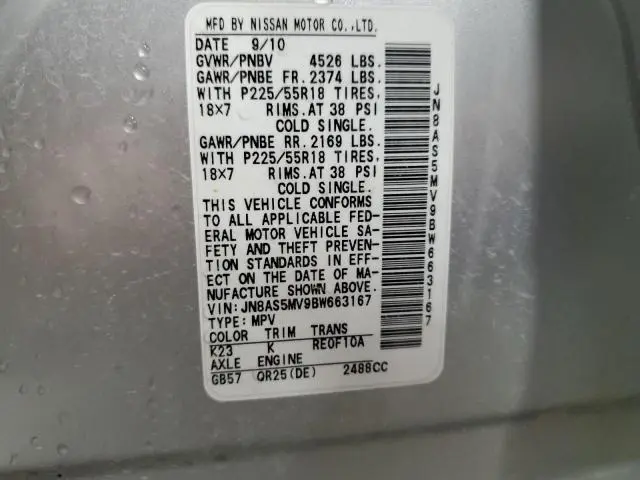 MFD BY NISSAN MOTOR CO.,LTD.
DATE 9/10
GVWR/PNBV 4526 LBS.
GAWR/PNBE FR. 2374 LBS.
WITH P225/55R18 TIRES,
18×7 RIMS.AT 38 PSI
COLD SINGLE.
GAWR/PNBE RR. 2169 LBS.
WITH P225/55R18 TIRES,
18×7 RIMS.AT 38 PSI
COLD SINGLE.
THIS VEHICLE CONFORMS
TO ALL APPLICABLE FED-
ERAL MOTOR VEHICLE SA-
FETY AND THEFT PREVEN-
TION STANDARDS IN EFF-
ECT ON THE DATE OF MA-
NUFACTURE SHOWN ABOVE.
VIN:JN8AS5MV9BW663167
TYPE:MPV
COLOR TRIM TRANS
K23 K RE0F10A
AXLE ENGINE
GB57 QR25(DE) 2488CC
JN8AS5MV9BW663167